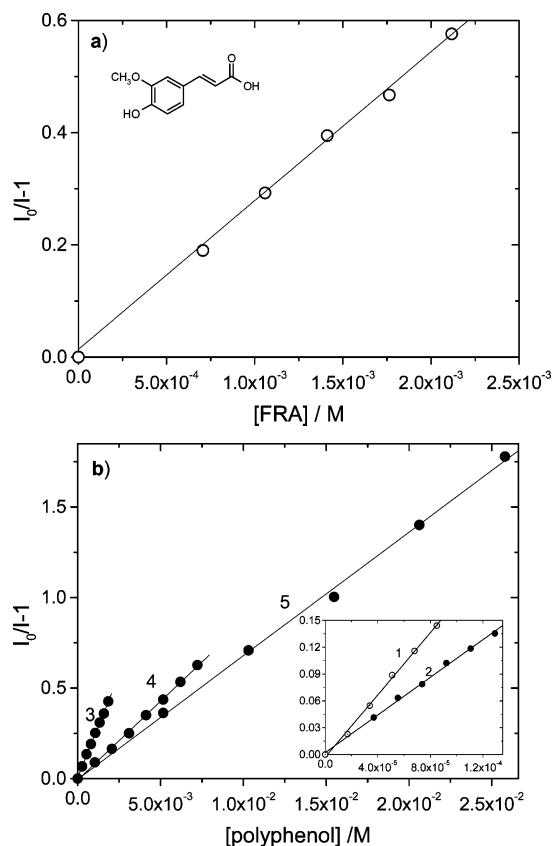 a)
O
CH₃O
OH
HO
I₀/I-1
0.6
0.4
0.2
0.0
0.0 5.0x10⁻⁴ 1.0x10⁻³ 1.5x10⁻³ 2.0x10⁻³ 2.5x10⁻³
[FRA] / M
b)
I₀/I-1
1.5
1.0
0.5
0.0
3
4
5
0.15
0.12
0.09
0.06
0.03
0.00
1
2
0.0 4.0x10⁻⁵ 8.0x10⁻⁵ 1.2x10⁻⁴
0.0 5.0x10⁻³ 1.0x10⁻² 1.5x10⁻² 2.0x10⁻² 2.5x10⁻²
[polyphenol] /M